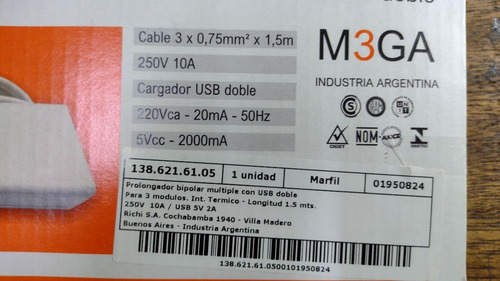 doble
Cable 3 x 0,75mm² x 1,5m
250V 10A
Cargador USB doble
220Vca - 20mA - 50Hz
5Vcc - 2000mA
M3GA
INDUSTRIA ARGENTINA
S
CIDET
NOM-ANCE
138.621.61.05
1 unidad
Marfil
01950824
Prolongador bipolar multiple con USB doble
Para 3 modulos. Int. Termico - Longitud 1.5 mts.
250V 10A / USB 5V 2A
Richi S.A. Cochabamba 1940 - Villa Madero
Buenos Aires - Industria Argentina
138.621.61.0500101950824